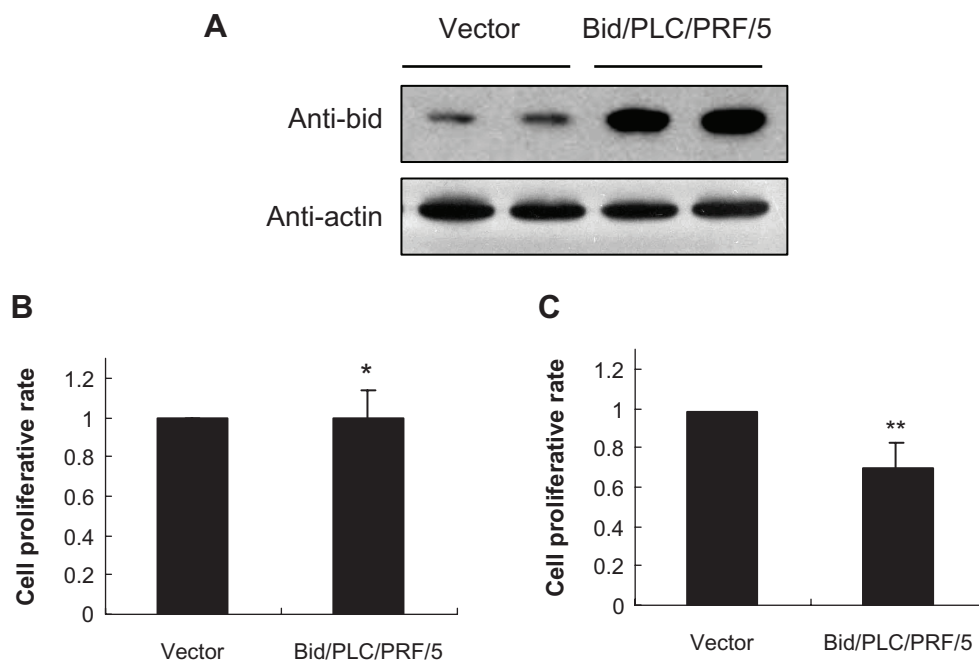 A
Vector Bid/PLC/PRF/5
Anti-bid
Anti-actin
B
Cell proliferative rate
1.2
1
0.8
0.6
0.4
0.2
0
*
Vector Bid/PLC/PRF/5
C
Cell proliferative rate
1.2
1
0.8
0.6
0.4
0.2
0
**
Vector Bid/PLC/PRF/5